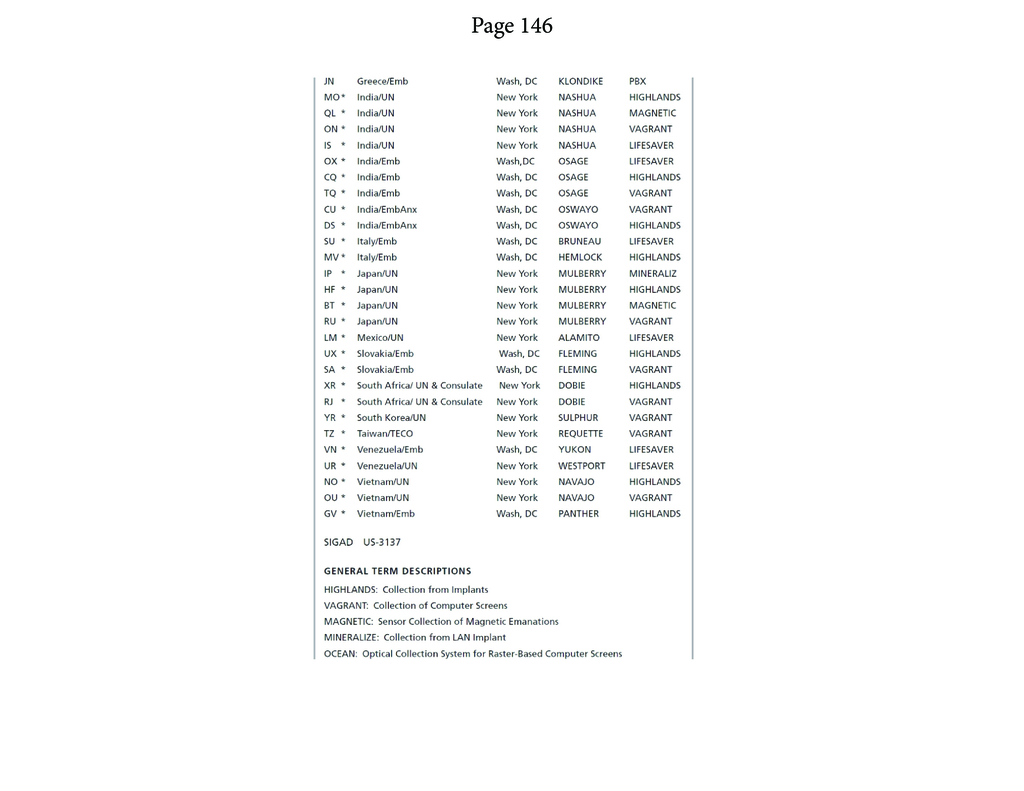 Page 146
JN Greece/Emb Wash, DC KLONDIKE PBX
MO * India/UN New York NASHUA HIGHLANDS
QL * India/UN New York NASHUA MAGNETIC
ON * India/UN New York NASHUA VAGRANT
IS * India/UN New York NASHUA LIFESAVER
OX * India/Emb Wash,DC OSAGE LIFESAVER
CQ * India/Emb Wash, DC OSAGE HIGHLANDS
TQ * India/Emb Wash, DC OSAGE VAGRANT
CU * India/EmbAnx Wash, DC OSWAYO VAGRANT
DS * India/EmbAnx Wash, DC OSWAYO HIGHLANDS
SU * Italy/Emb Wash, DC BRUNEAU LIFESAVER
MV * Italy/Emb Wash, DC HEMLOCK HIGHLANDS
IP * Japan/UN New York MULBERRY MINERALIZ
HF * Japan/UN New York MULBERRY HIGHLANDS
BT * Japan/UN New York MULBERRY MAGNETIC
RU * Japan/UN New York MULBERRY VAGRANT
LM * Mexico/UN New York ALAMITO LIFESAVER
UX * Slovakia/Emb Wash, DC FLEMING HIGHLANDS
SA * Slovakia/Emb Wash, DC FLEMING VAGRANT
XR * South Africa/ UN & Consulate New York DOBIE HIGHLANDS
RJ * South Africa/ UN & Consulate New York DOBIE VAGRANT
YR * South Korea/UN New York SULPHUR VAGRANT
TZ * Taiwan/TECO New York REQUETTE VAGRANT
VN * Venezuela/Emb Wash, DC YUKON LIFESAVER
UR * Venezuela/UN New York WESTPORT LIFESAVER
NO * Vietnam/UN New York NAVAJO HIGHLANDS
OU * Vietnam/UN New York NAVAJO VAGRANT
GV * Vietnam/Emb Wash, DC PANTHER HIGHLANDS
SIGAD US-3137
GENERAL TERM DESCRIPTIONS
HIGHLANDS: Collection from Implants
VAGRANT: Collection of Computer Screens
MAGNETIC: Sensor Collection of Magnetic Emanations
MINERALIZE: Collection from LAN Implant
OCEAN: Optical Collection System for Raster-Based Computer Screens